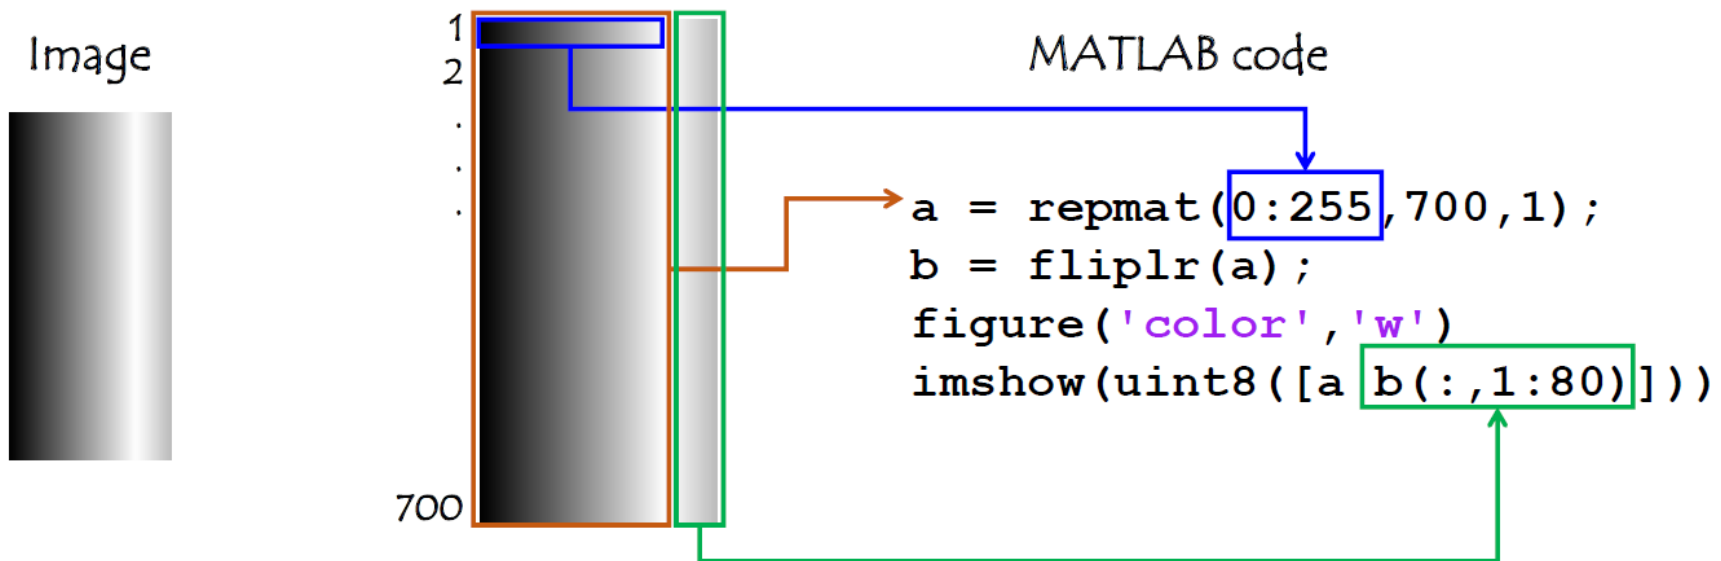 Image
1
2
.
.
.
700
MATLAB code
a = repmat(0:255,700,1);
b = fliplr(a);
figure('color','w')
imshow(uint8([a b(:,1:80)]))